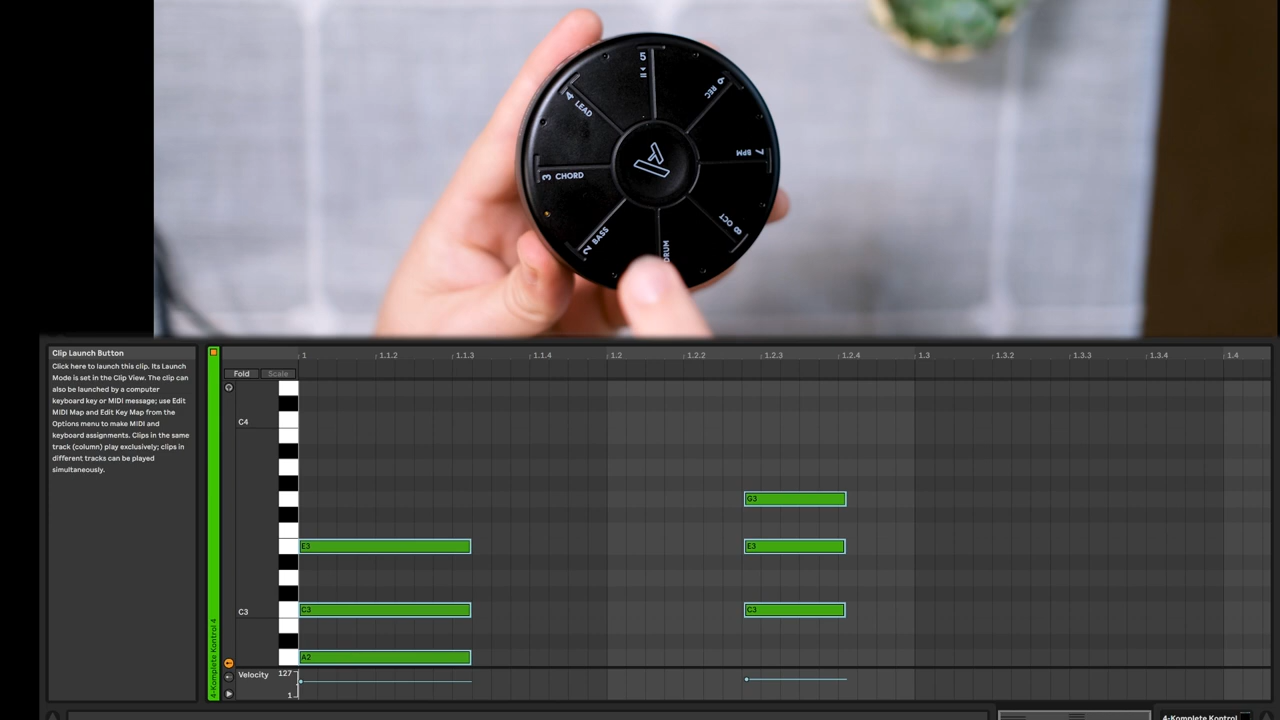 5
4 LEAD
6 REC
3 CHORD
7 BPM
2 BASS
8 OCT
DRUM
Clip Launch Button
Click here to launch this clip. Its Launch
Mode is set in the Clip View. The clip can
also be launched by a computer
keyboard key or MIDI message; use Edit
MIDI Map and Edit Key Map from the
Options menu to make MIDI and
keyboard assignments. Clips in the same
track (column) play exclusively; clips in
different tracks can be played
simultaneously.
4-Komplete Kontrol 4
1 1.1.2 1.1.3 1.1.4 1.2 1.2.2 1.2.3 1.2.4 1.3 1.3.2 1.3.3 1.3.4 1.4
Fold Scale
C4
G3
E3 E3
C3 C3 C3
A2
Velocity 127
1
4-Komplete Kontrol